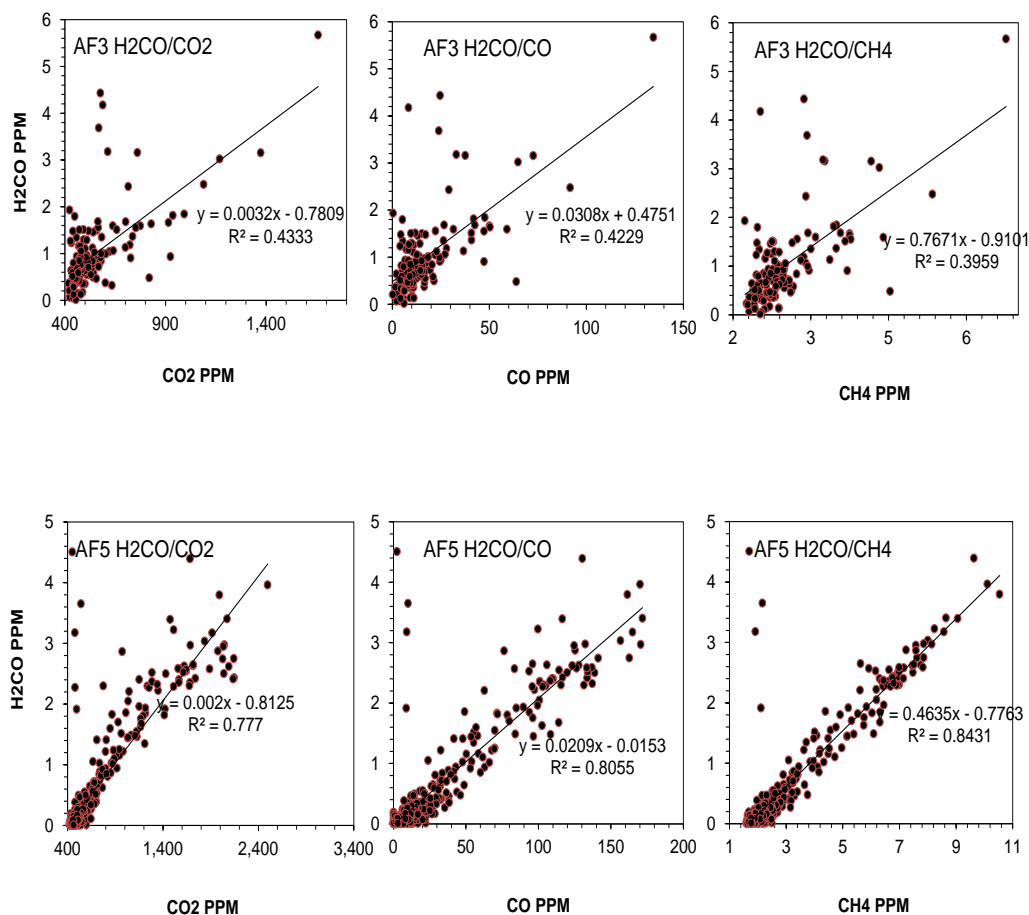 AF3 H2CO/CO2
H2CO PPM
6
5
4
3
2
1
0
y = 0.0032x - 0.7809
R² = 0.4333
400 900 1,400
CO2 PPM
AF3 H2CO/CO
6
5
4
3
2
1
0
y = 0.0308x + 0.4751
R² = 0.4229
0 50 100 150
CO PPM
AF3 H2CO/CH4
6
5
4
3
2
1
0
y = 0.7671x - 0.9101
R² = 0.3959
2 3 5 6
CH4 PPM
AF5 H2CO/CO2
H2CO PPM
5
4
3
2
1
0
y = 0.002x - 0.8125
R² = 0.777
400 1,400 2,400 3,400
CO2 PPM
AF5 H2CO/CO
5
4
3
2
1
0
y = 0.0209x - 0.0153
R² = 0.8055
0 50 100 150 200
CO PPM
AF5 H2CO/CH4
5
4
3
2
1
0
= 0.4635x - 0.7763
R² = 0.8431
1 3 5 7 9 11
CH4 PPM